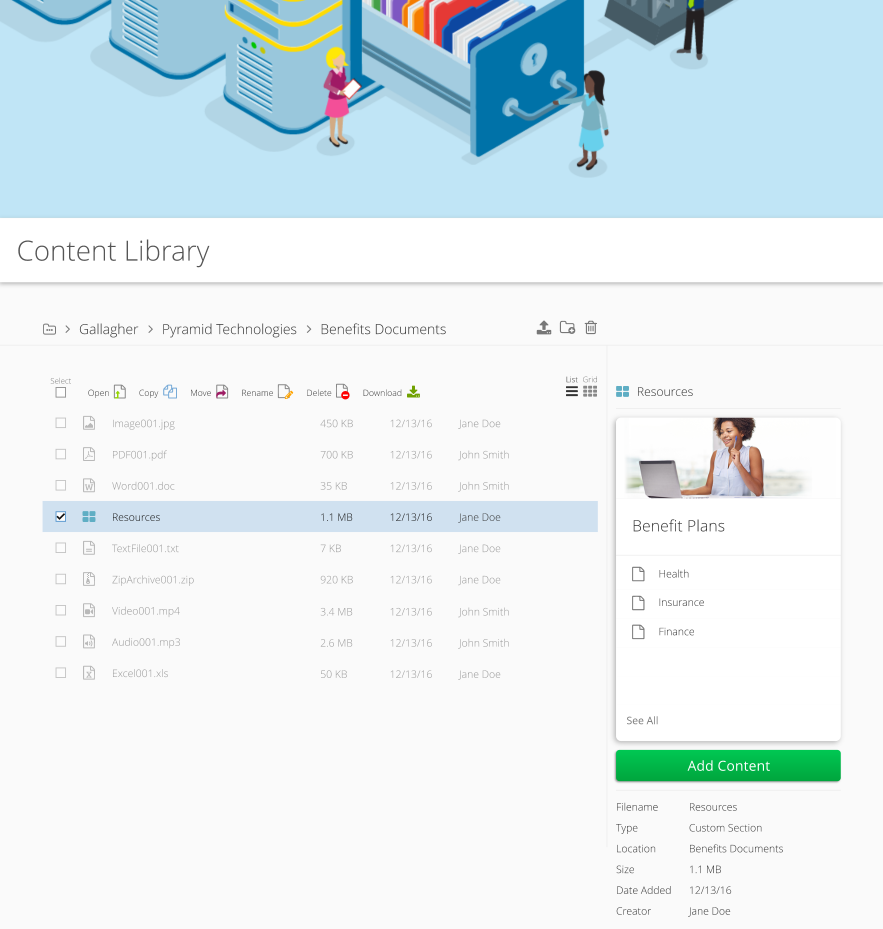 Content Library
Gallagher > Pyramid Technologies > Benefits Documents
Select
Open Copy Move Rename Delete Download List Grid
Image001.jpg 450 KB 12/13/16 Jane Doe
PDF001.pdf 700 KB 12/13/16 John Smith
Word001.doc 35 KB 12/13/16 John Smith
Resources 1.1 MB 12/13/16 Jane Doe
TextFile001.txt 7 KB 12/13/16 Jane Doe
ZipArchive001.zip 920 KB 12/13/16 Jane Doe
Video001.mp4 3.4 MB 12/13/16 John Smith
Audio001.mp3 2.6 MB 12/13/16 John Smith
Excel001.xls 50 KB 12/13/16 Jane Doe
Resources
Benefit Plans
Health
Insurance
Finance
See All
Add Content
Filename Resources
Type Custom Section
Location Benefits Documents
Size 1.1 MB
Date Added 12/13/16
Creator Jane Doe